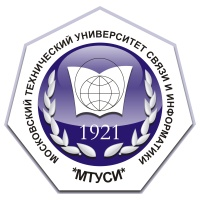 МОСКОВСКИЙ ТЕХНИЧЕСКИЙ УНИВЕРСИТЕТ СВЯЗИ И ИНФОРМАТИКИ
1921
*МТУСИ*